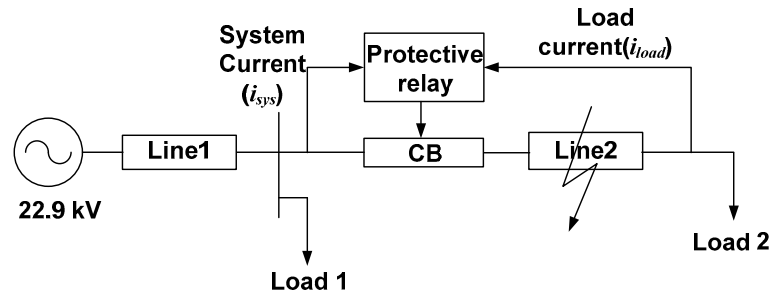 System
Current
(isys)
Protective
relay
Load
current(iload)
Line1
CB
Line2
22.9 kV
Load 1
Load 2